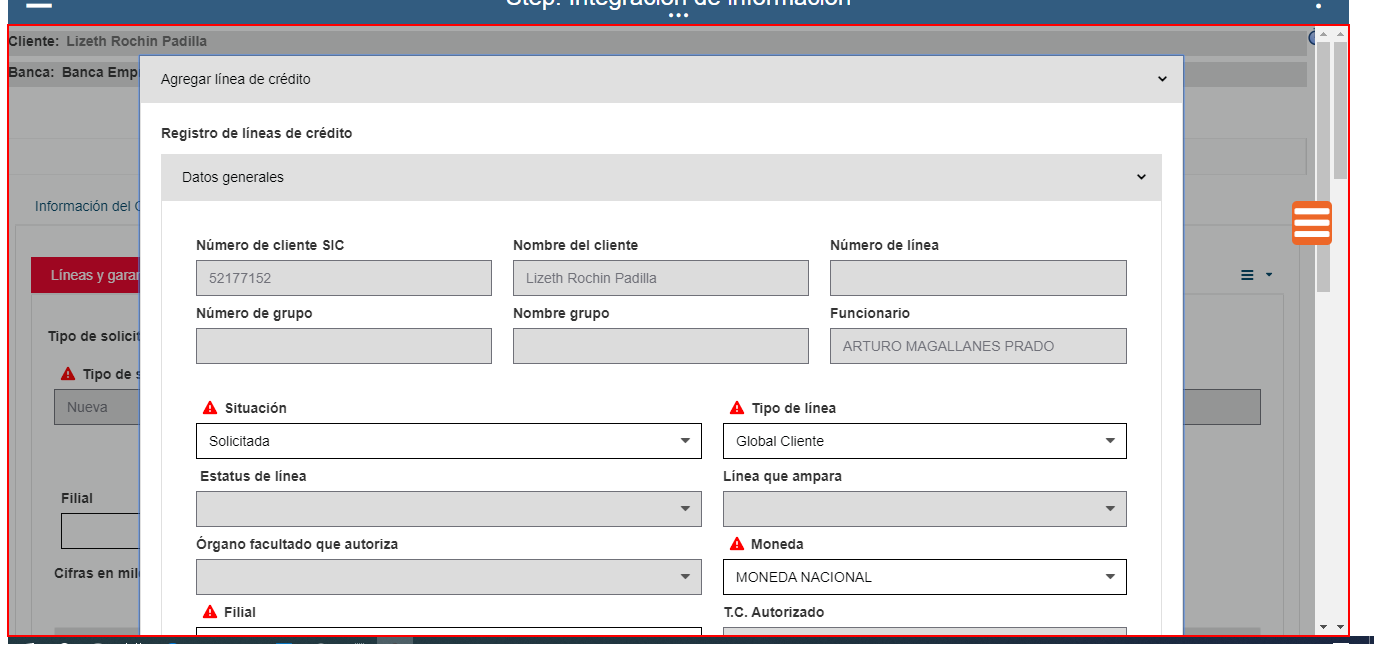 Step: Integración de información
Cliente: Lizeth Rochin Padilla
Banca: Banca Emp
Agregar línea de crédito
Registro de líneas de crédito
Datos generales
Información del
Número de cliente SIC
Nombre del cliente
Número de línea
52177152
Lizeth Rochin Padilla
Líneas y garan
Número de grupo
Nombre grupo
Funcionario
Tipo de solicit
ARTURO MAGALLANES PRADO
Tipo de s
Nueva
Situación
Tipo de línea
Solicitada
Global Cliente
Estatus de línea
Línea que ampara
Filial
Órgano facultado que autoriza
Moneda
Cifras en mil
MONEDA NACIONAL
Filial
T.C. Autorizado